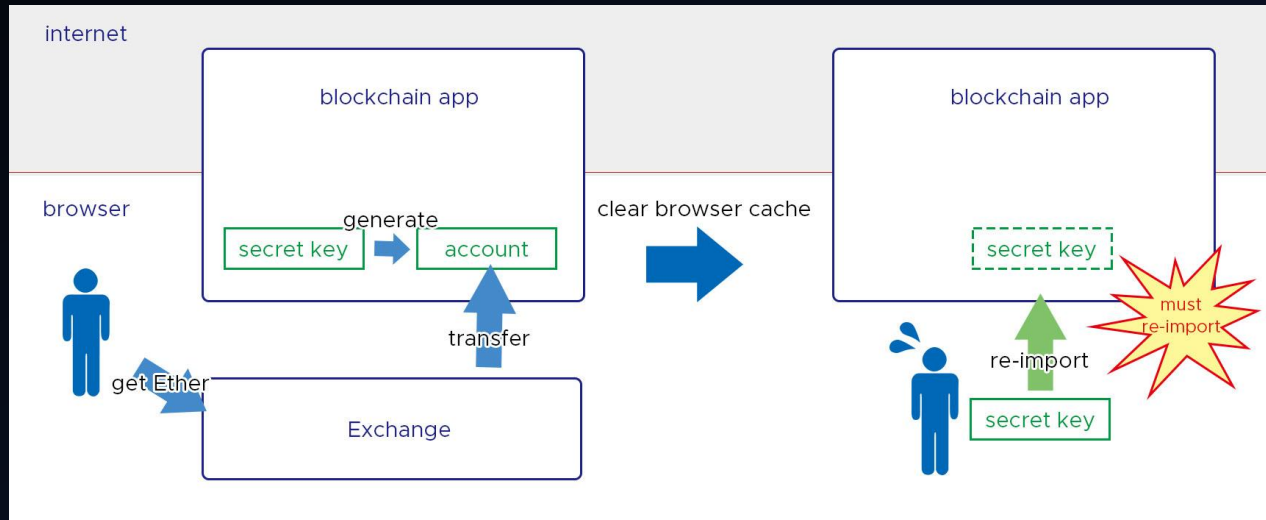 internet
blockchain app
blockchain app
browser
generate
clear browser cache
secret key
account
secret key
must
re-import
transfer
re-import
get Ether
secret key
Exchange